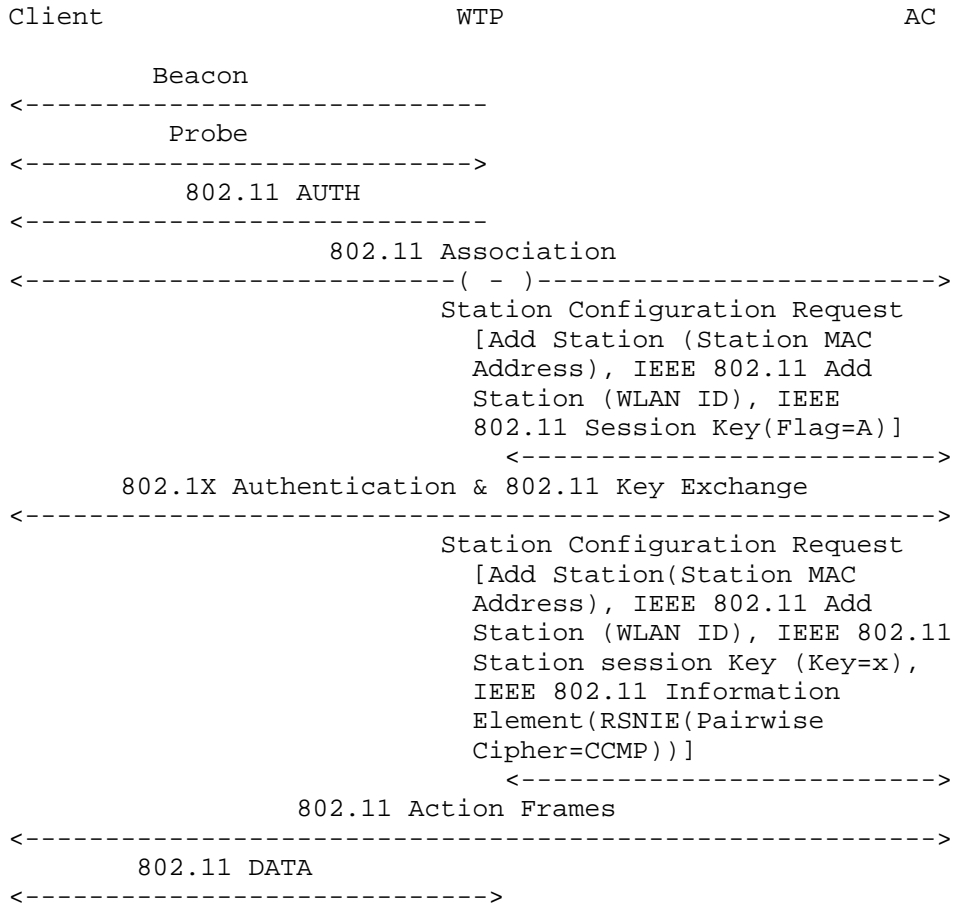 Client WTP AC
Beacon
<-----------------------------
Probe
<---------------------------->
802.11 AUTH
<-----------------------------
802.11 Association
<---------------------------( - )------------------------->
Station Configuration Request
[Add Station (Station MAC
Address), IEEE 802.11 Add
Station (WLAN ID), IEEE
802.11 Session Key(Flag=A)]
<-------------------------->
802.1X Authentication & 802.11 Key Exchange
<--------------------------------------------------------->
Station Configuration Request
[Add Station(Station MAC
Address), IEEE 802.11 Add
Station (WLAN ID), IEEE 802.11
Station session Key (Key=x),
IEEE 802.11 Information
Element(RSNIE(Pairwise
Cipher=CCMP))]
<-------------------------->
802.11 Action Frames
<--------------------------------------------------------->
802.11 DATA
<----------------------------->